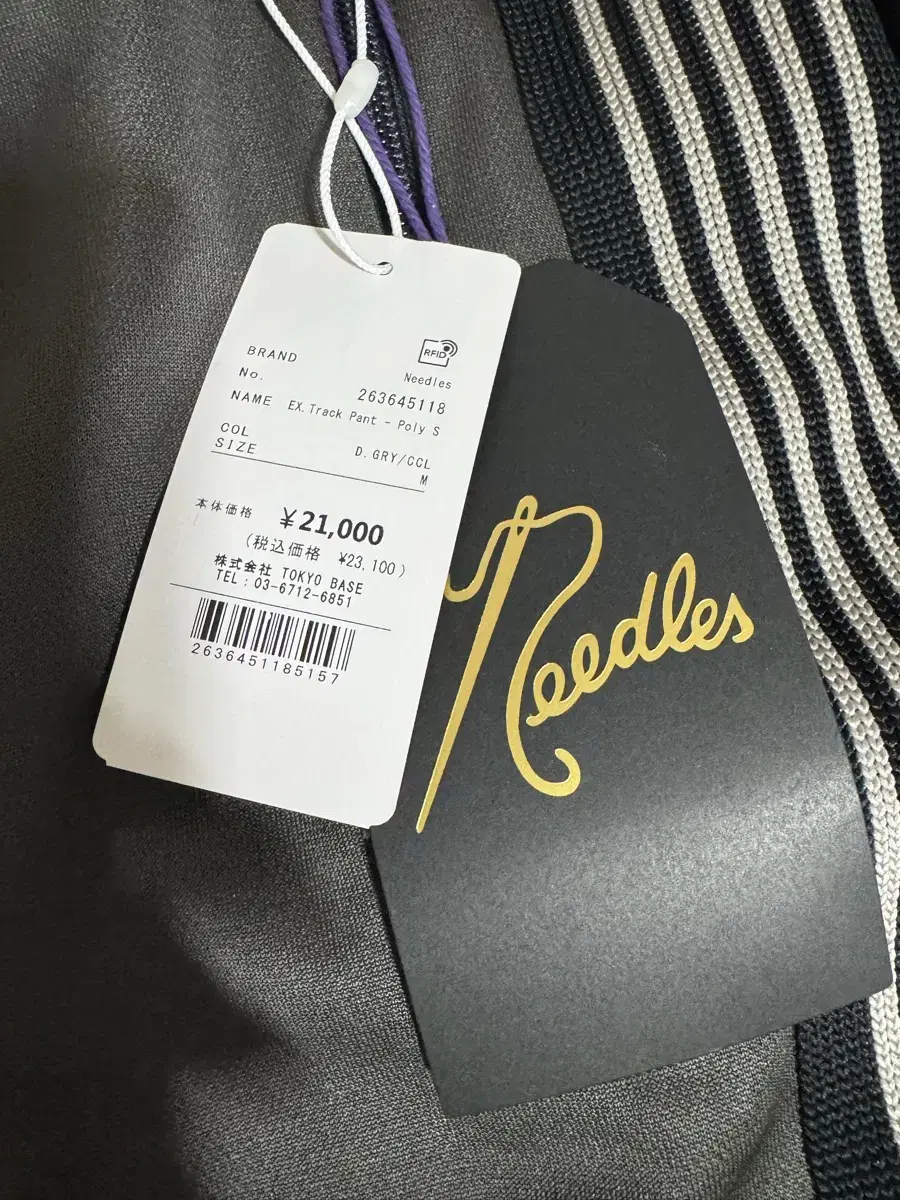 RFID
BRAND Needles
No. 263645118
NAME EX.Track Pant - Poly S
COL D.GRY/CCL
SIZE M
本体価格 ¥21,000
(税込価格 ¥23,100)
株式会社 TOKYO BASE
TEL:03-6712-6851
2636451185157
Needles